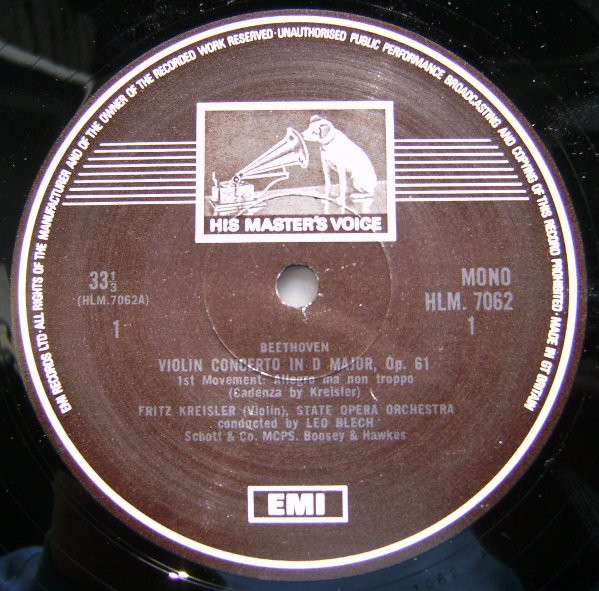 EMI RECORDS LTD · ALL RIGHTS OF THE MANUFACTURER AND OF THE OWNER OF THE RECORDED WORK RESERVED · UNAUTHORISED PUBLIC PERFORMANCE BROADCASTING AND COPYING OF THIS RECORD PROHIBITED · MADE IN GT BRITAIN
HIS MASTER'S VOICE
33 1/3
(HLM.7062A)
1
MONO
HLM. 7062
1
BEETHOVEN
VIOLIN CONCERTO IN D MAJOR, Op. 61
1st Movement: Allegro ma non troppo
(Cadenza by Kreisler)
FRITZ KREISLER (Violin), STATE OPERA ORCHESTRA
conducted by LEO BLECH
Schott & Co. MCPS. Boosey & Hawkes
EMI